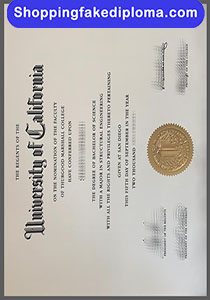 Shoppingfakediploma.com
THE REGENTS OF THE
University of California
ON THE NOMINATION OF THE FACULTY
OF THURGOOD MARSHALL COLLEGE
HAVE CONFERRED UPON
THE DEGREE OF BACHELOR OF SCIENCE
WITH A MAJOR IN STRUCTURAL ENGINEERING
WITH ALL THE RIGHTS AND PRIVILEGES THERETO PERTAINING
GIVEN AT SAN DIEGO
THIS FIFTH DAY OF SEPTEMBER IN THE YEAR
TWO THOUSAND